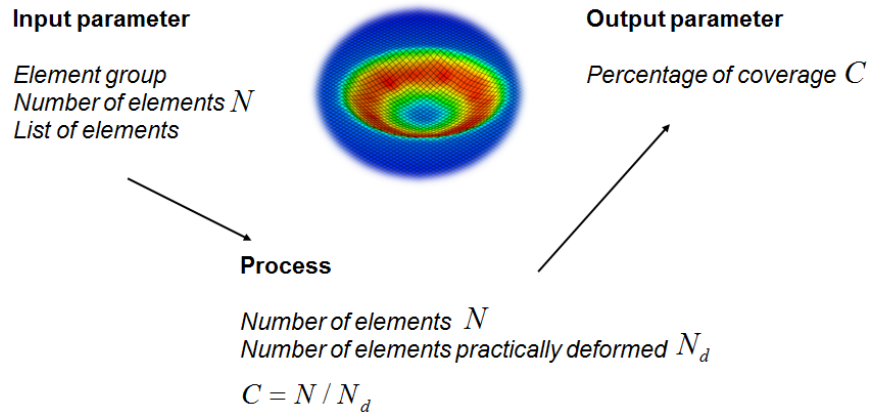 Input parameter
Element group
Number of elements N
List of elements
Output parameter
Percentage of coverage C
Process
Number of elements N
Number of elements practically deformed N_d
C = N / N_d